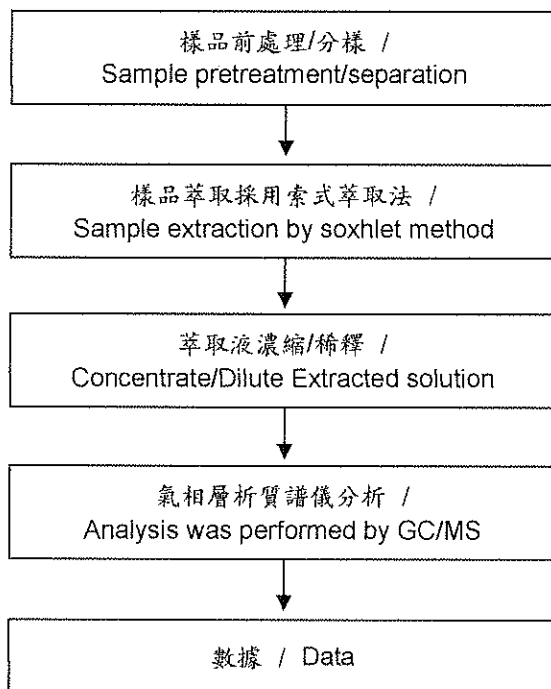 樣品前處理/分樣 /
Sample pretreatment/separation
樣品萃取採用索式萃取法 /
Sample extraction by soxhlet method
萃取液濃縮/稀釋 /
Concentrate/Dilute Extracted solution
氣相層析質譜儀分析 /
Analysis was performed by GC/MS
數據 / Data